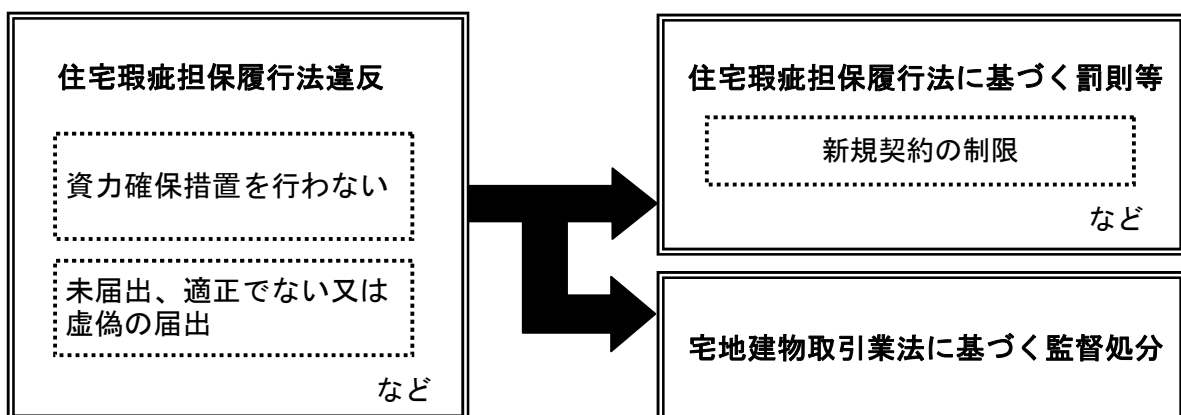 住宅瑕疵担保履行法違反
資力確保措置を行わない
未届出、適正でない又は
虚偽の届出
など
住宅瑕疵担保履行法に基づく罰則等
新規契約の制限
など
宅地建物取引業法に基づく監督処分